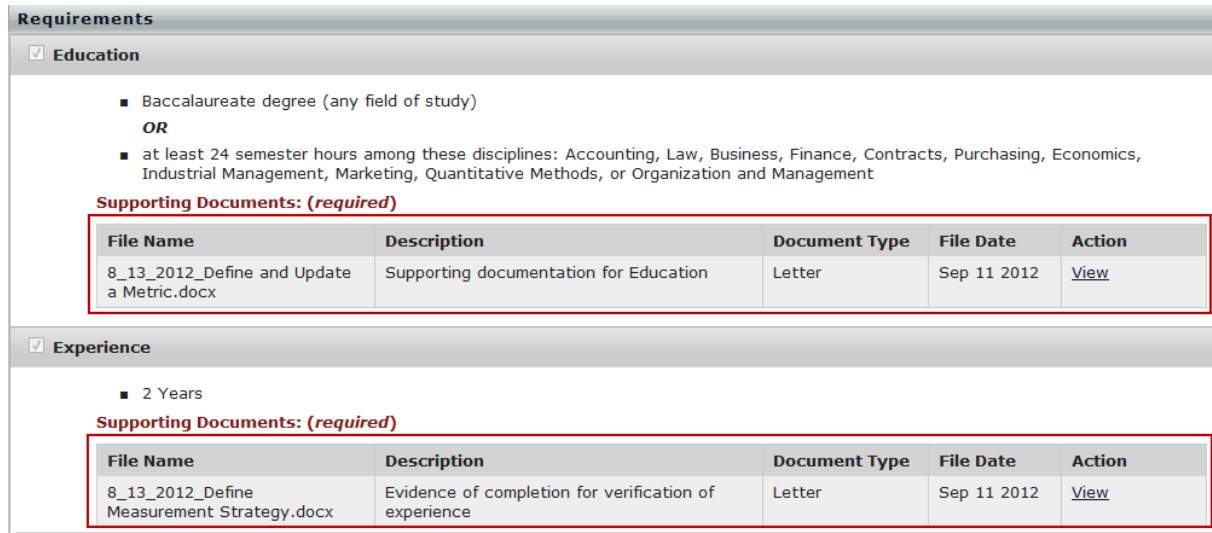 Requirements
Education
■ Baccalaureate degree (any field of study)
OR
■ at least 24 semester hours among these disciplines: Accounting, Law, Business, Finance, Contracts, Purchasing, Economics,
Industrial Management, Marketing, Quantitative Methods, or Organization and Management
Supporting Documents: (required)
File Name Description Document Type File Date Action
8_13_2012_Define and Update Supporting documentation for Education Letter Sep 11 2012 View
a Metric.docx
Experience
■ 2 Years
Supporting Documents: (required)
File Name Description Document Type File Date Action
8_13_2012_Define Evidence of completion for verification of Letter Sep 11 2012 View
Measurement Strategy.docx experience